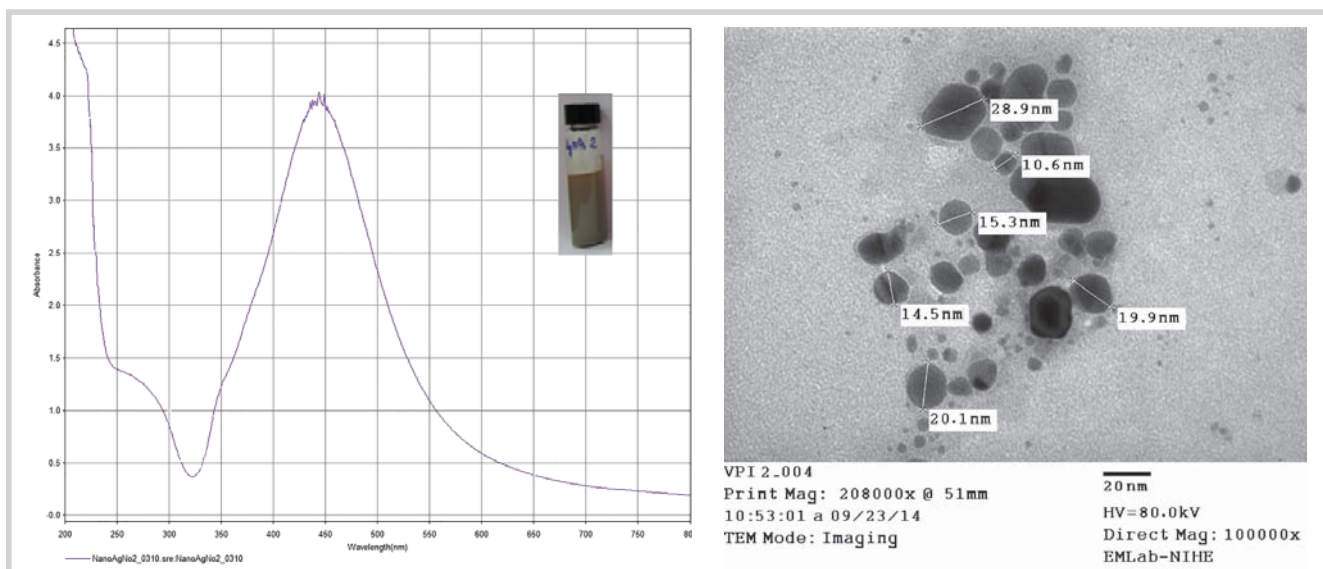 4.5
4.0
3.5
3.0
2.5
2.0
1.5
1.0
0.5
-0.0
Absorbance
200 250 300 350 400 450 500 550 600 650 700 750 800
Wavelength(nm)
NanoAgNo2_0310.sre:NanoAgNo2_0310
28.9nm
10.6nm
15.3nm
14.5nm
19.9nm
20.1nm
VPI 2_004
Print Mag: 208000x @ 51mm
10:53:01 a 09/23/14
TEM Mode: Imaging
20nm
HV=80.0kV
Direct Mag: 100000x
EMLab-NIHE